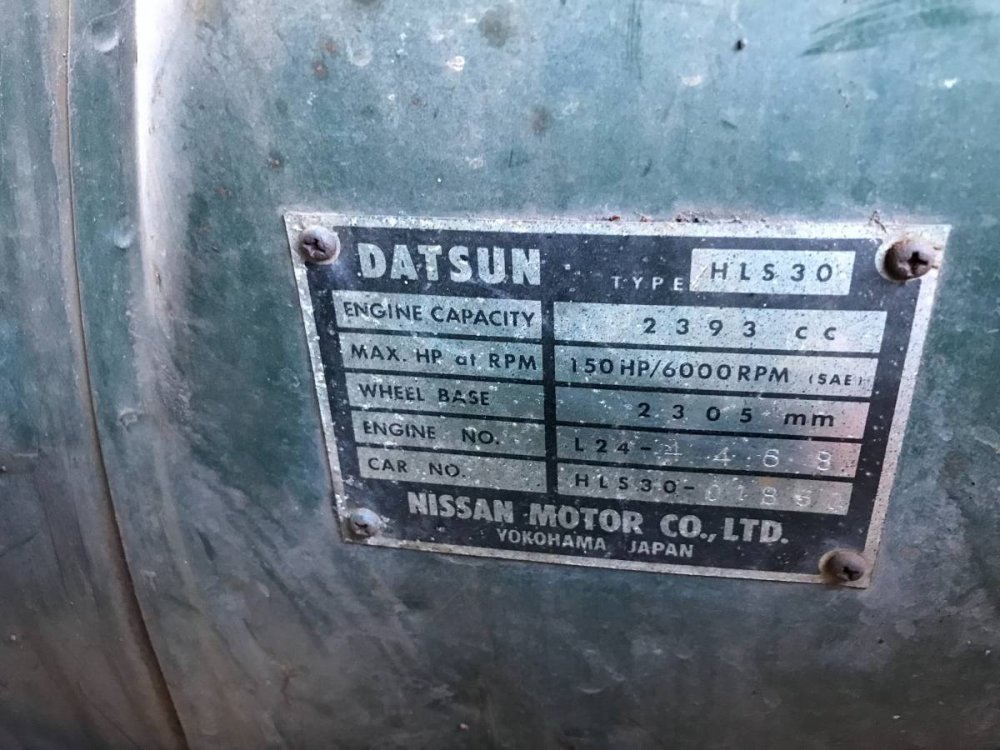 DATSUN TYPE HLS30
ENGINE CAPACITY 2393 cc
MAX. HP at RPM 150HP/6000RPM (SAE)
WHEEL BASE 2305 mm
ENGINE NO. L24-4468
CAR NO.
NISSAN MOTOR CO., LTD.
YOKOHAMA JAPAN